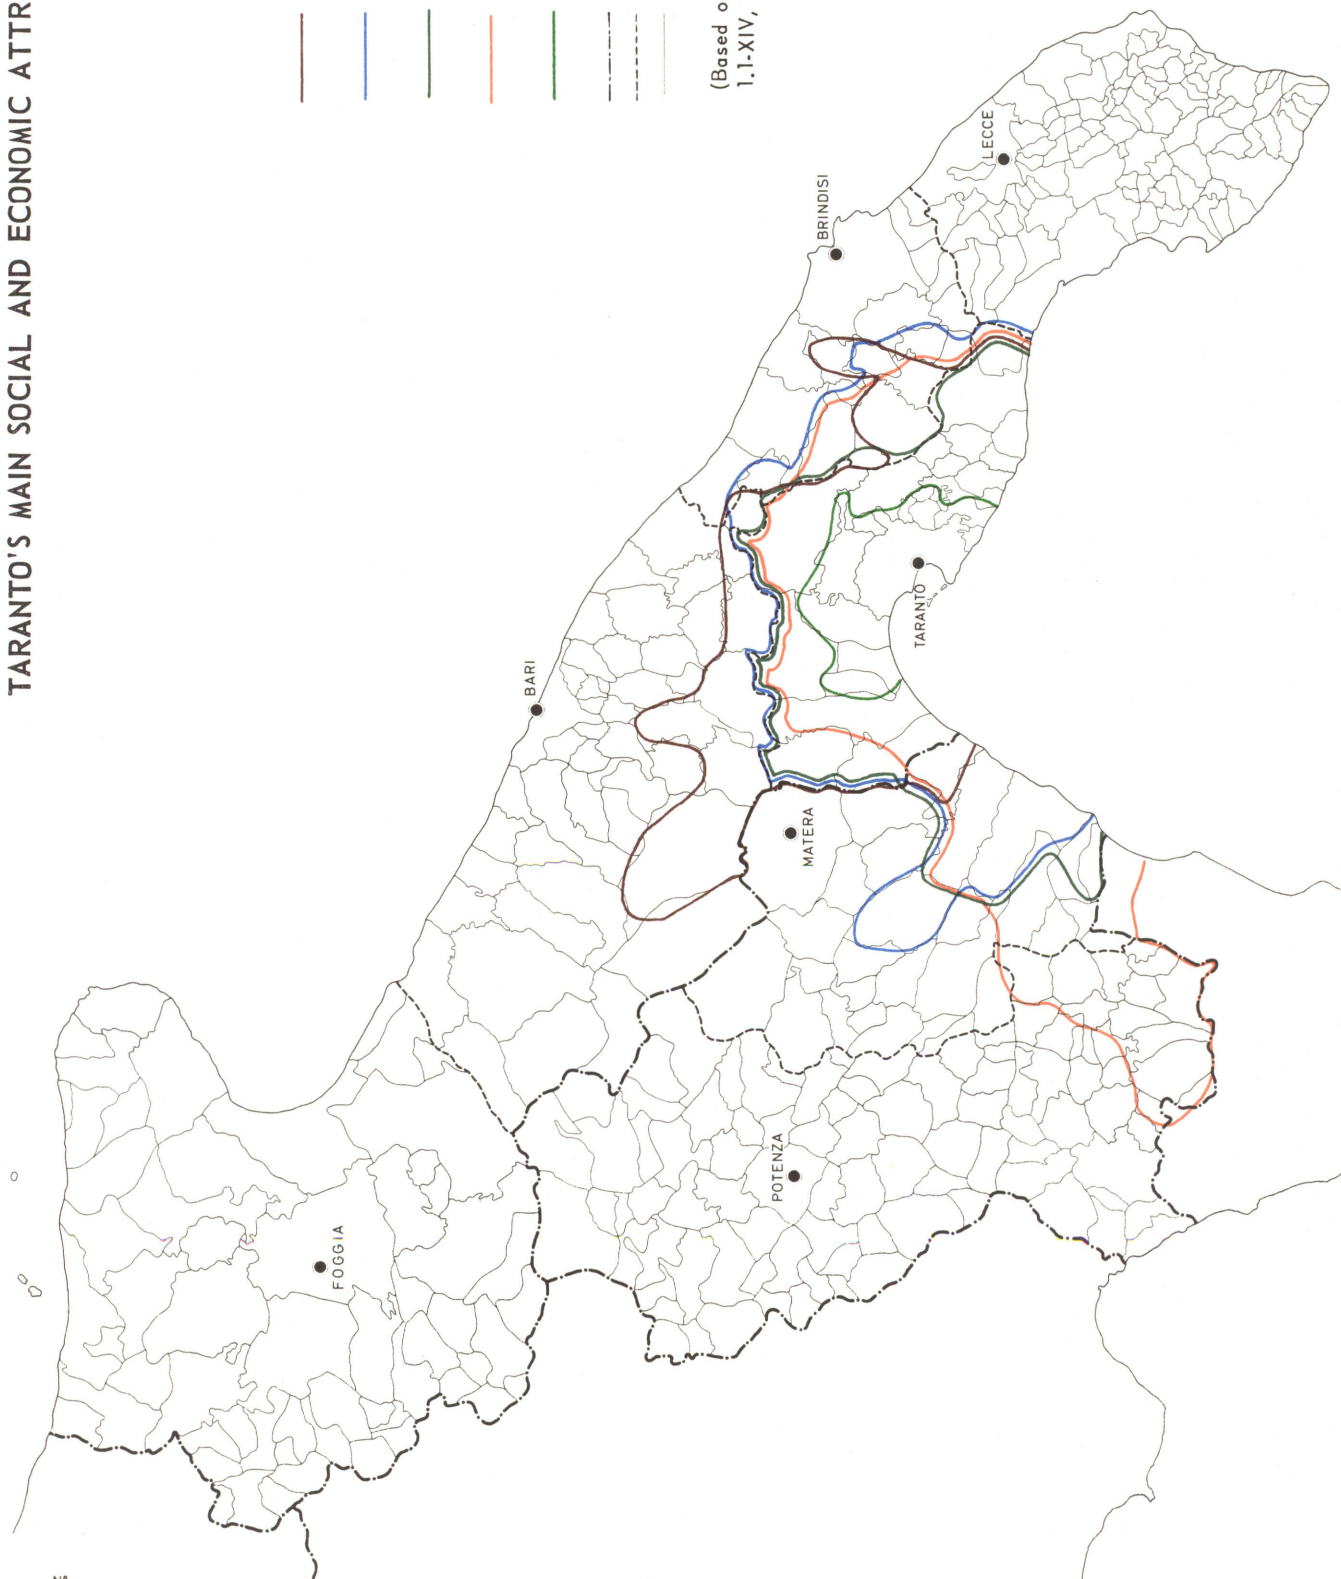 TARANTO'S MAIN SOCIAL AND ECONOMIC ATTR
(Based o
1.1-XIV,
LECCE
BRINDISI
TARANTO
BARI
MATERA
POTENZA
FOGGIA